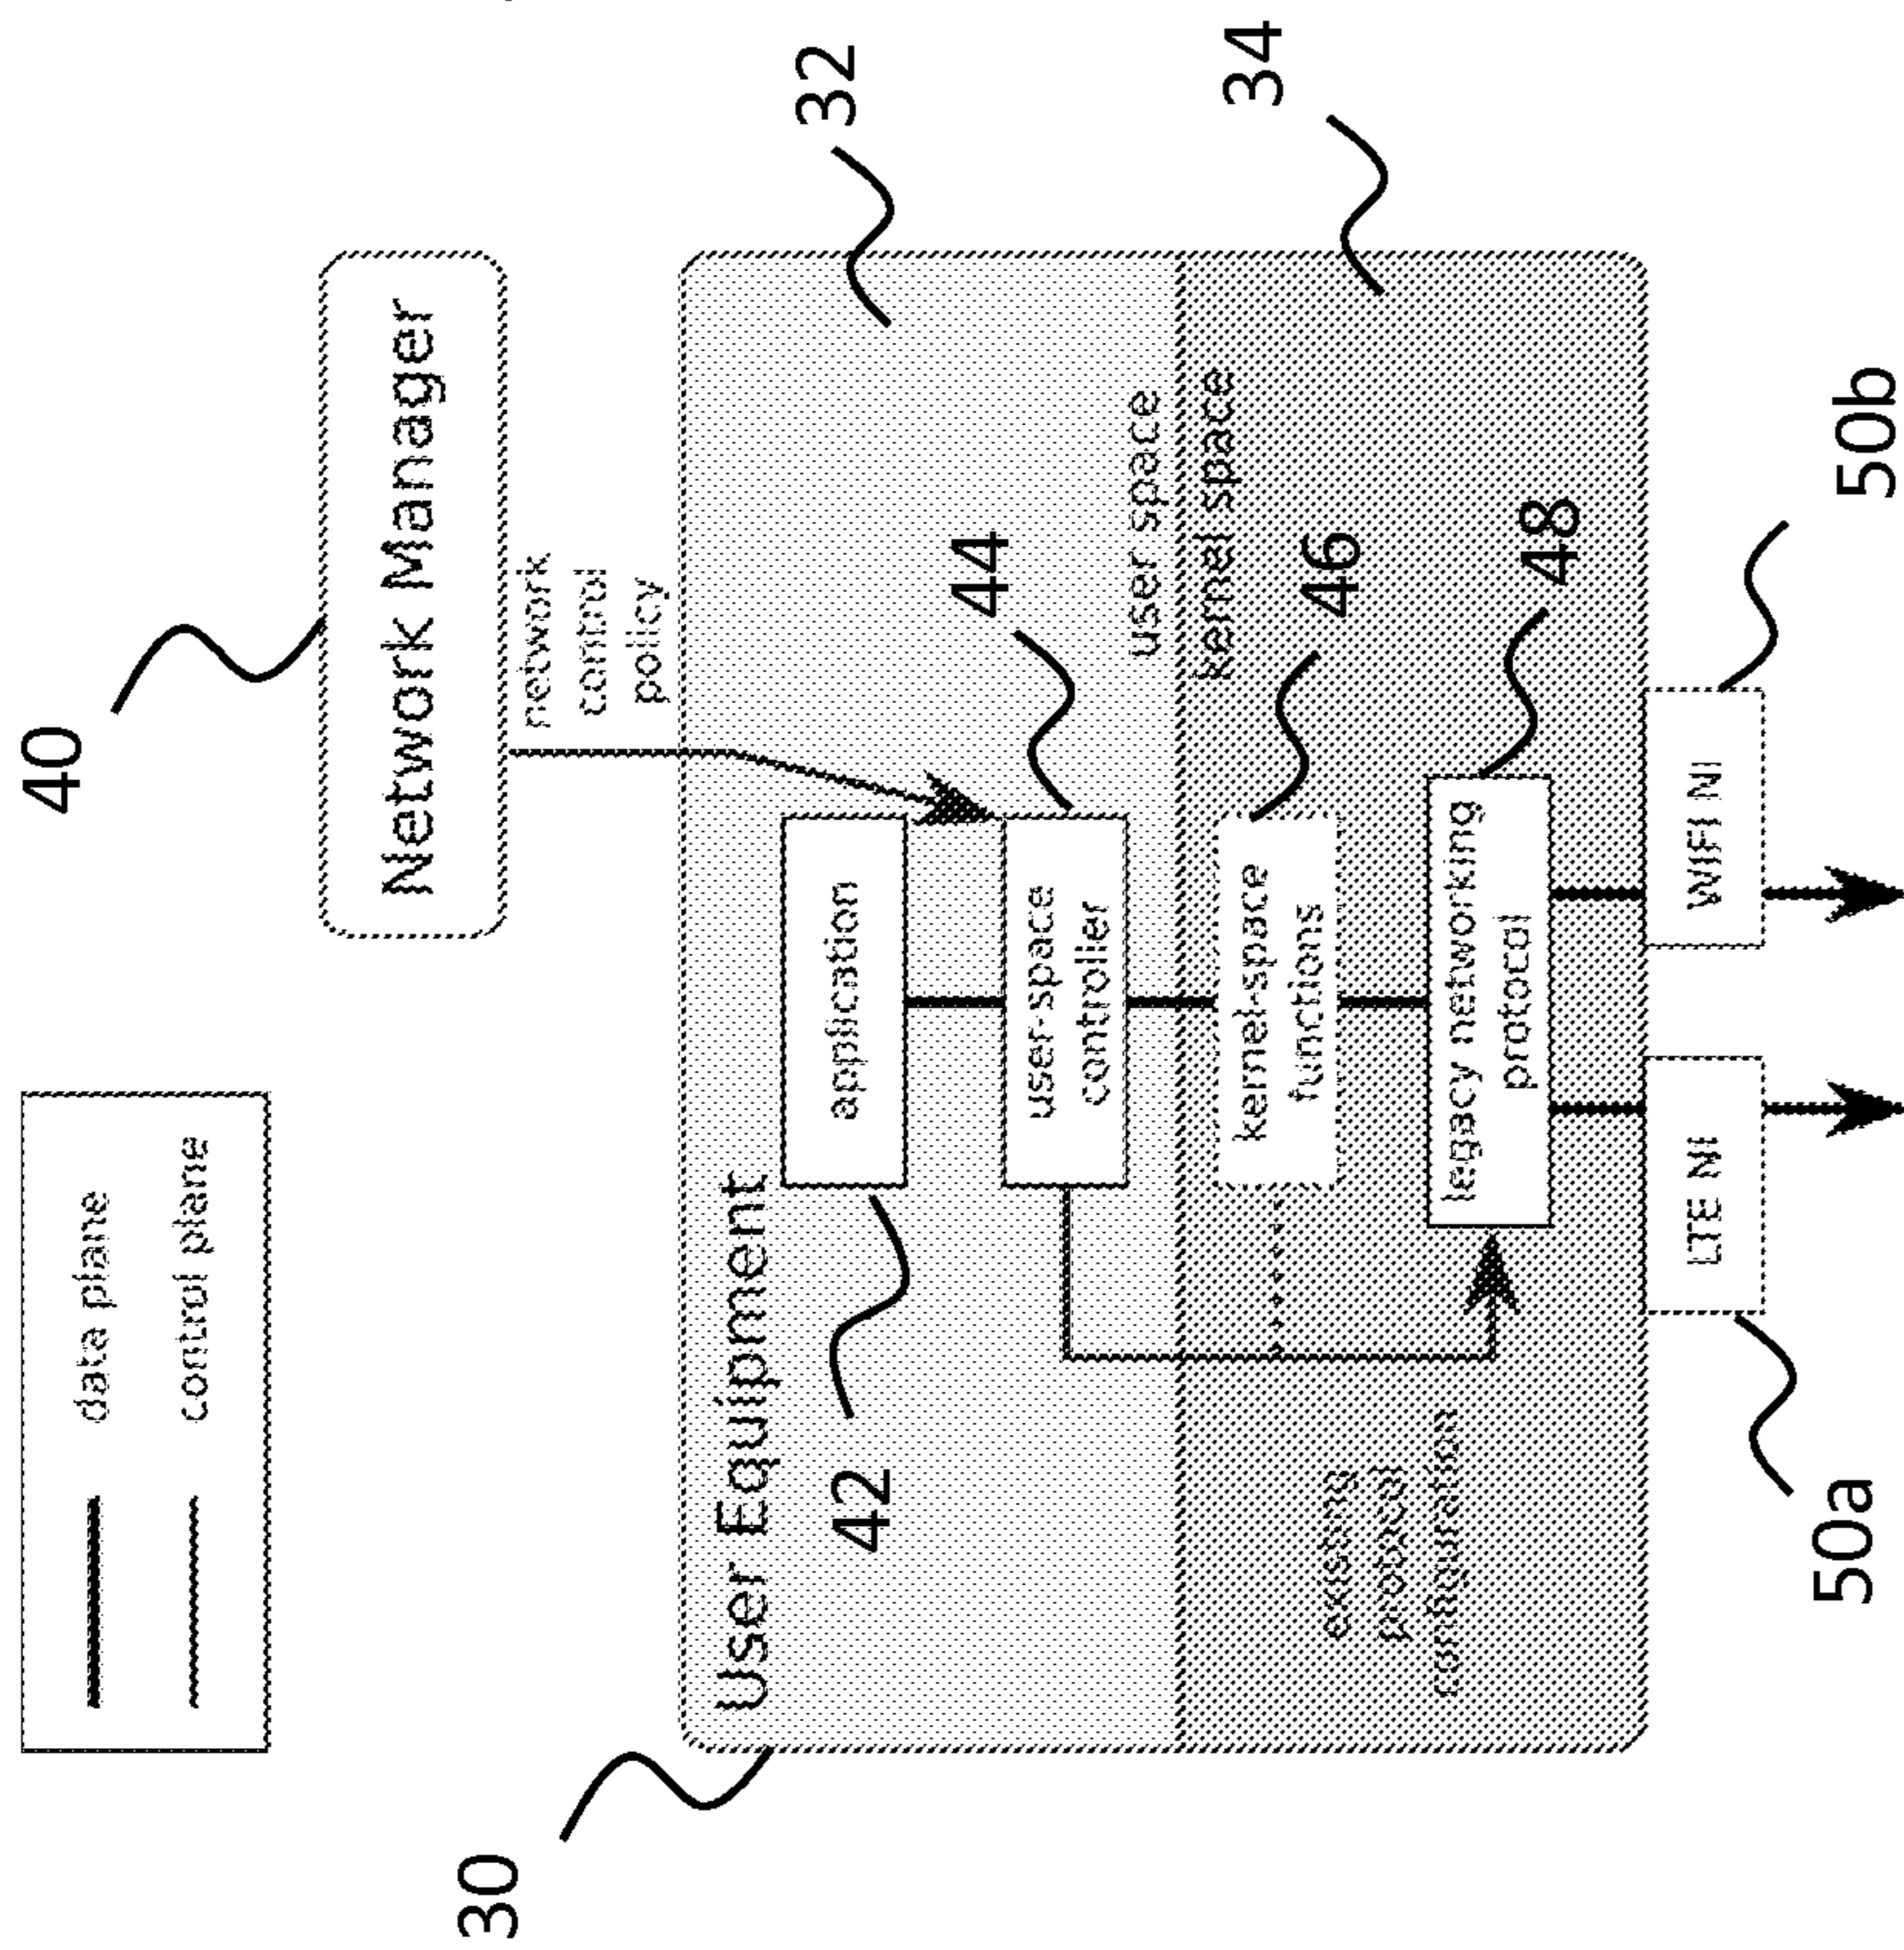 40
data plane
control plane
Network Manager
network
control
policy
30
User Equipment
32
application
42
user-space
controller
44
user space
kernel space
34
kernel-space
functions
46
existing
protocol
configuration
legacy networking
protocal
48
LTE NI
WIFI NI
50a
50b